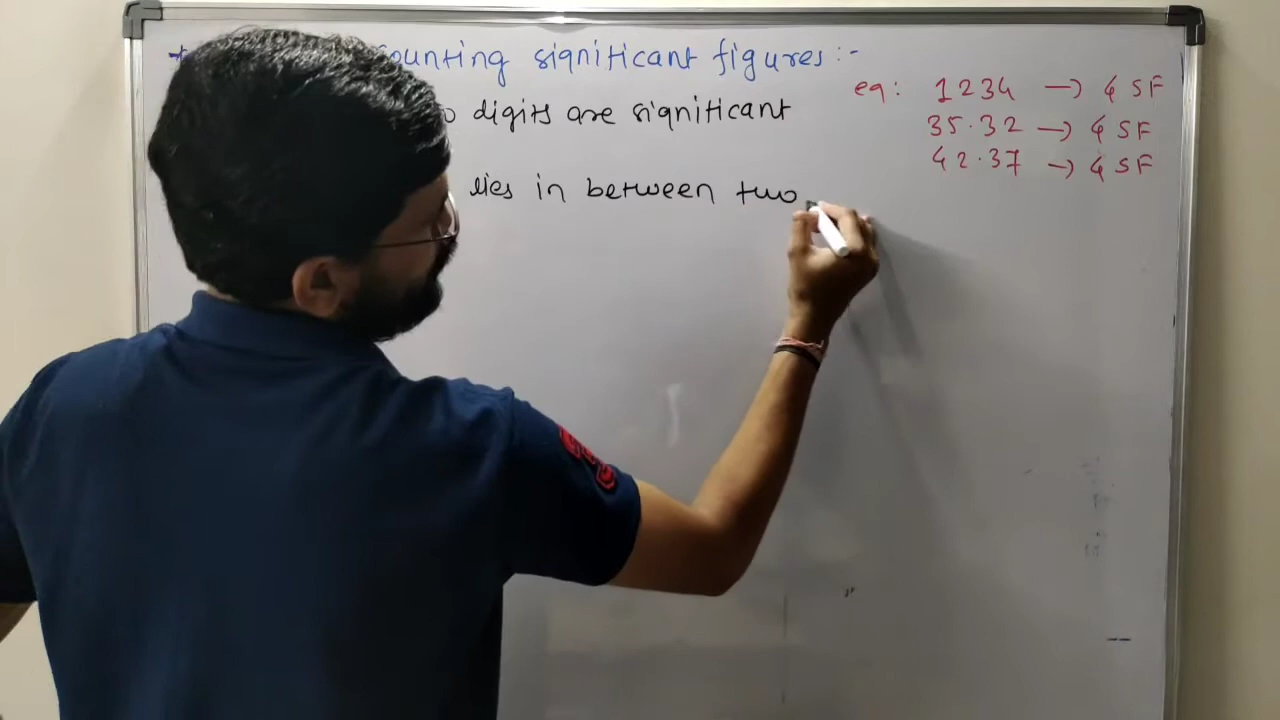 counting significant figures :-
digits are significant
lies in between two
eg: 1234 → 4 SF
35.32 → 4 SF
42.37 → 4 SF